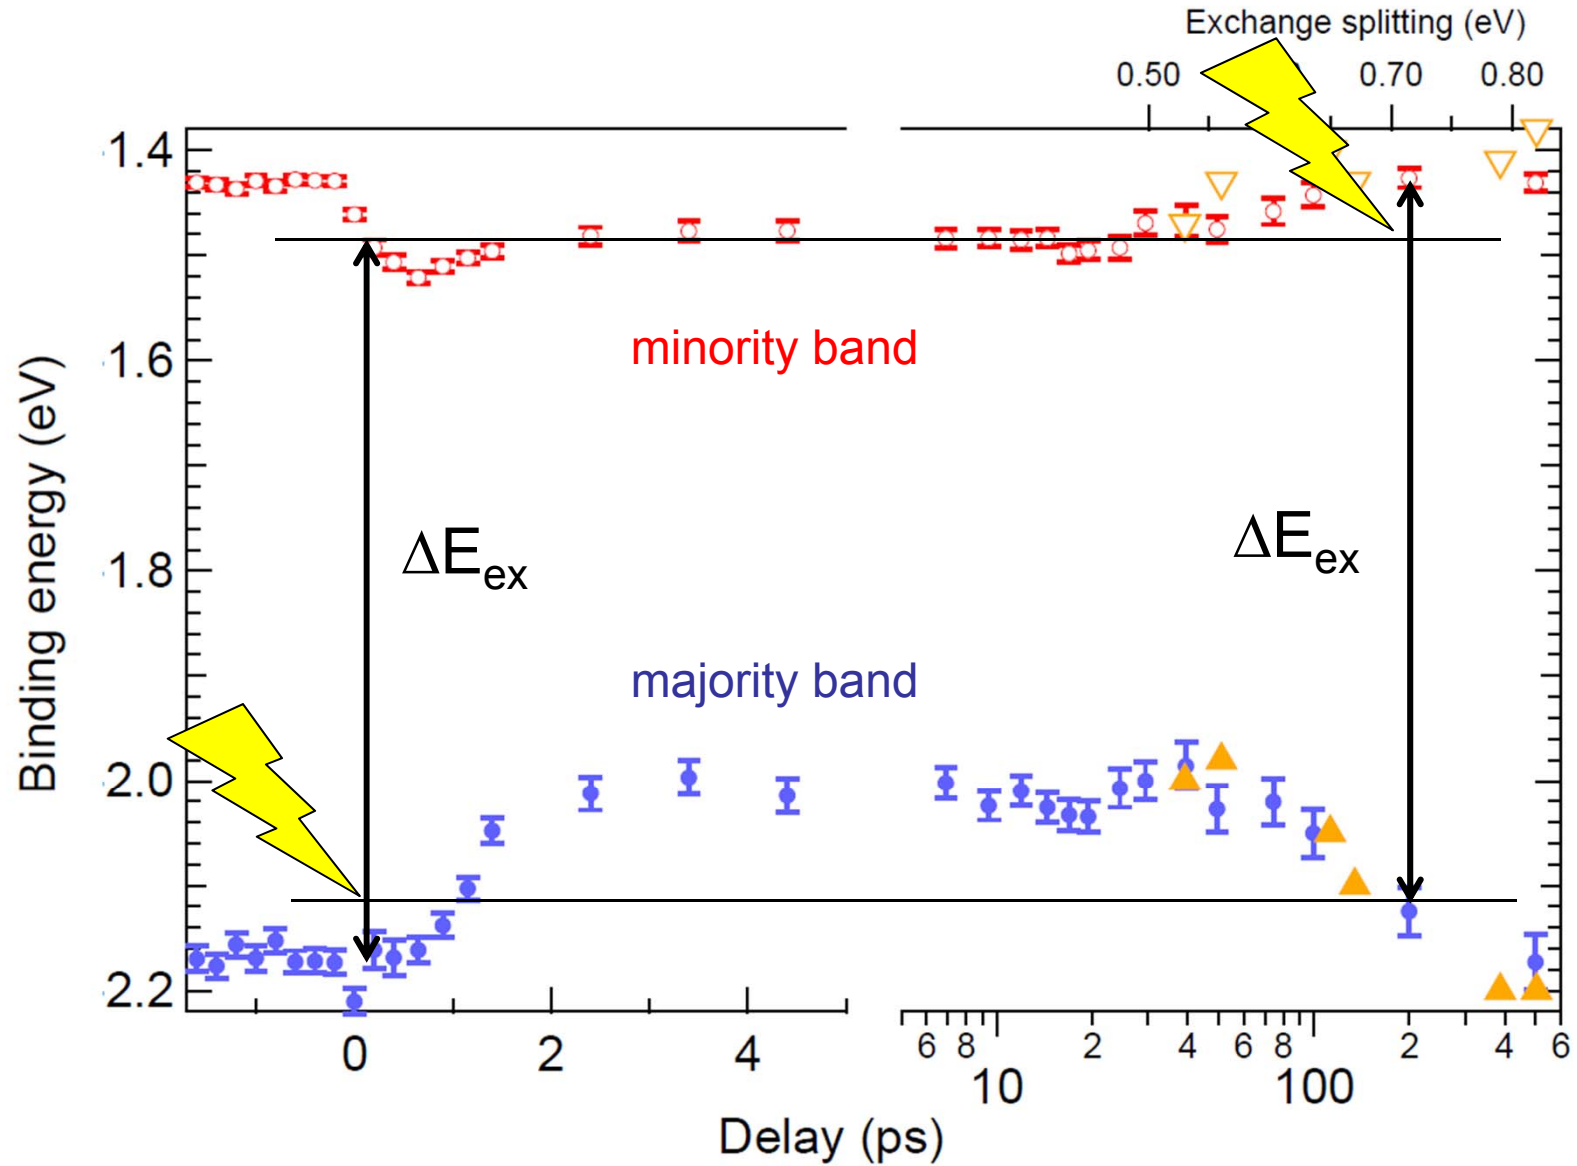 Exchange splitting (eV)
0.50 0.70 0.80
-1.4
-1.6
-1.8
-2.0
-2.2
Binding energy (eV)
minority band
ΔEex
ΔEex
majority band
0 2 4
6 8 2 4 6 8 2 4 6
10 100
Delay (ps)